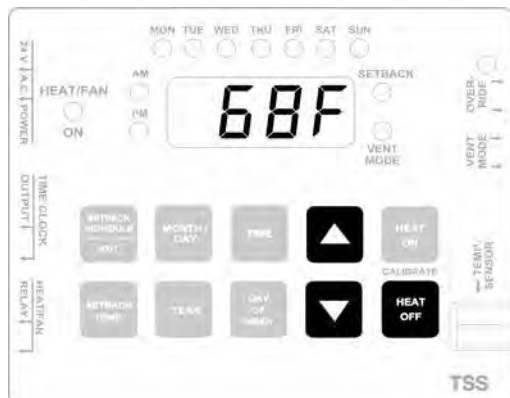 MON TUE WED THU FRI SAT SUN
24V A.C. POWER
HEAT/FAN
ON
AM
PM
68F
SETBACK
VENT
MODE
OVER-
RIDE
VENT
MODE
TIME CLOCK
OUTPUT
SETBACK
SCHEDULE
MONTH /
DAY
TIME
HEAT
ON
CALIBRATE
TEMP.
SENSOR
HEAT/FAN
RELAY
SETBACK
TEMP
YEAR
DAY
OF
WEEK
HEAT
OFF
TSS